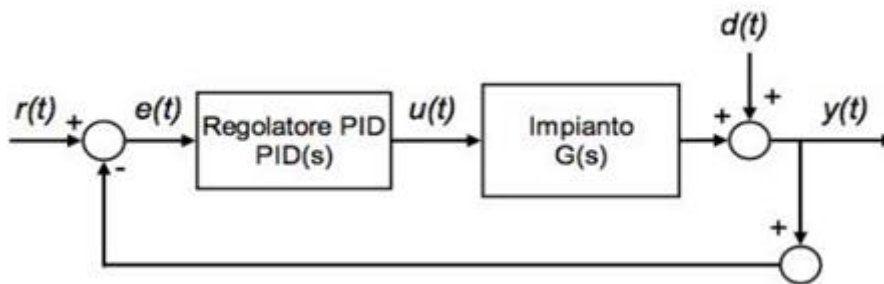 d(t)
r(t) + e(t) Regolatore PID u(t) Impianto + + y(t)
PID(s) G(s)
-
+